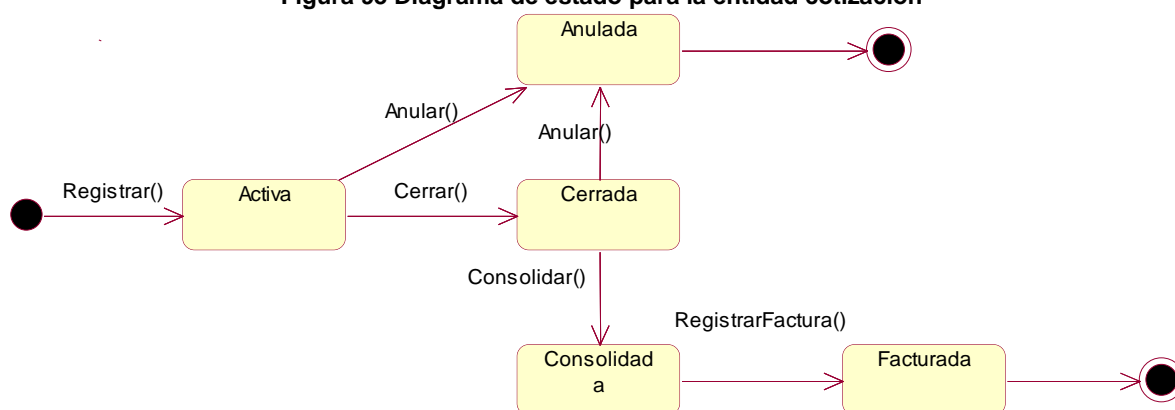 Figura 98 Diagrama de estado para la entidad cotización
Anulada
Anular()
Anular()
Registrar()
Activa
Cerrar()
Cerrada
Consolidar()
RegistrarFactura()
Consolidad
a
Facturada